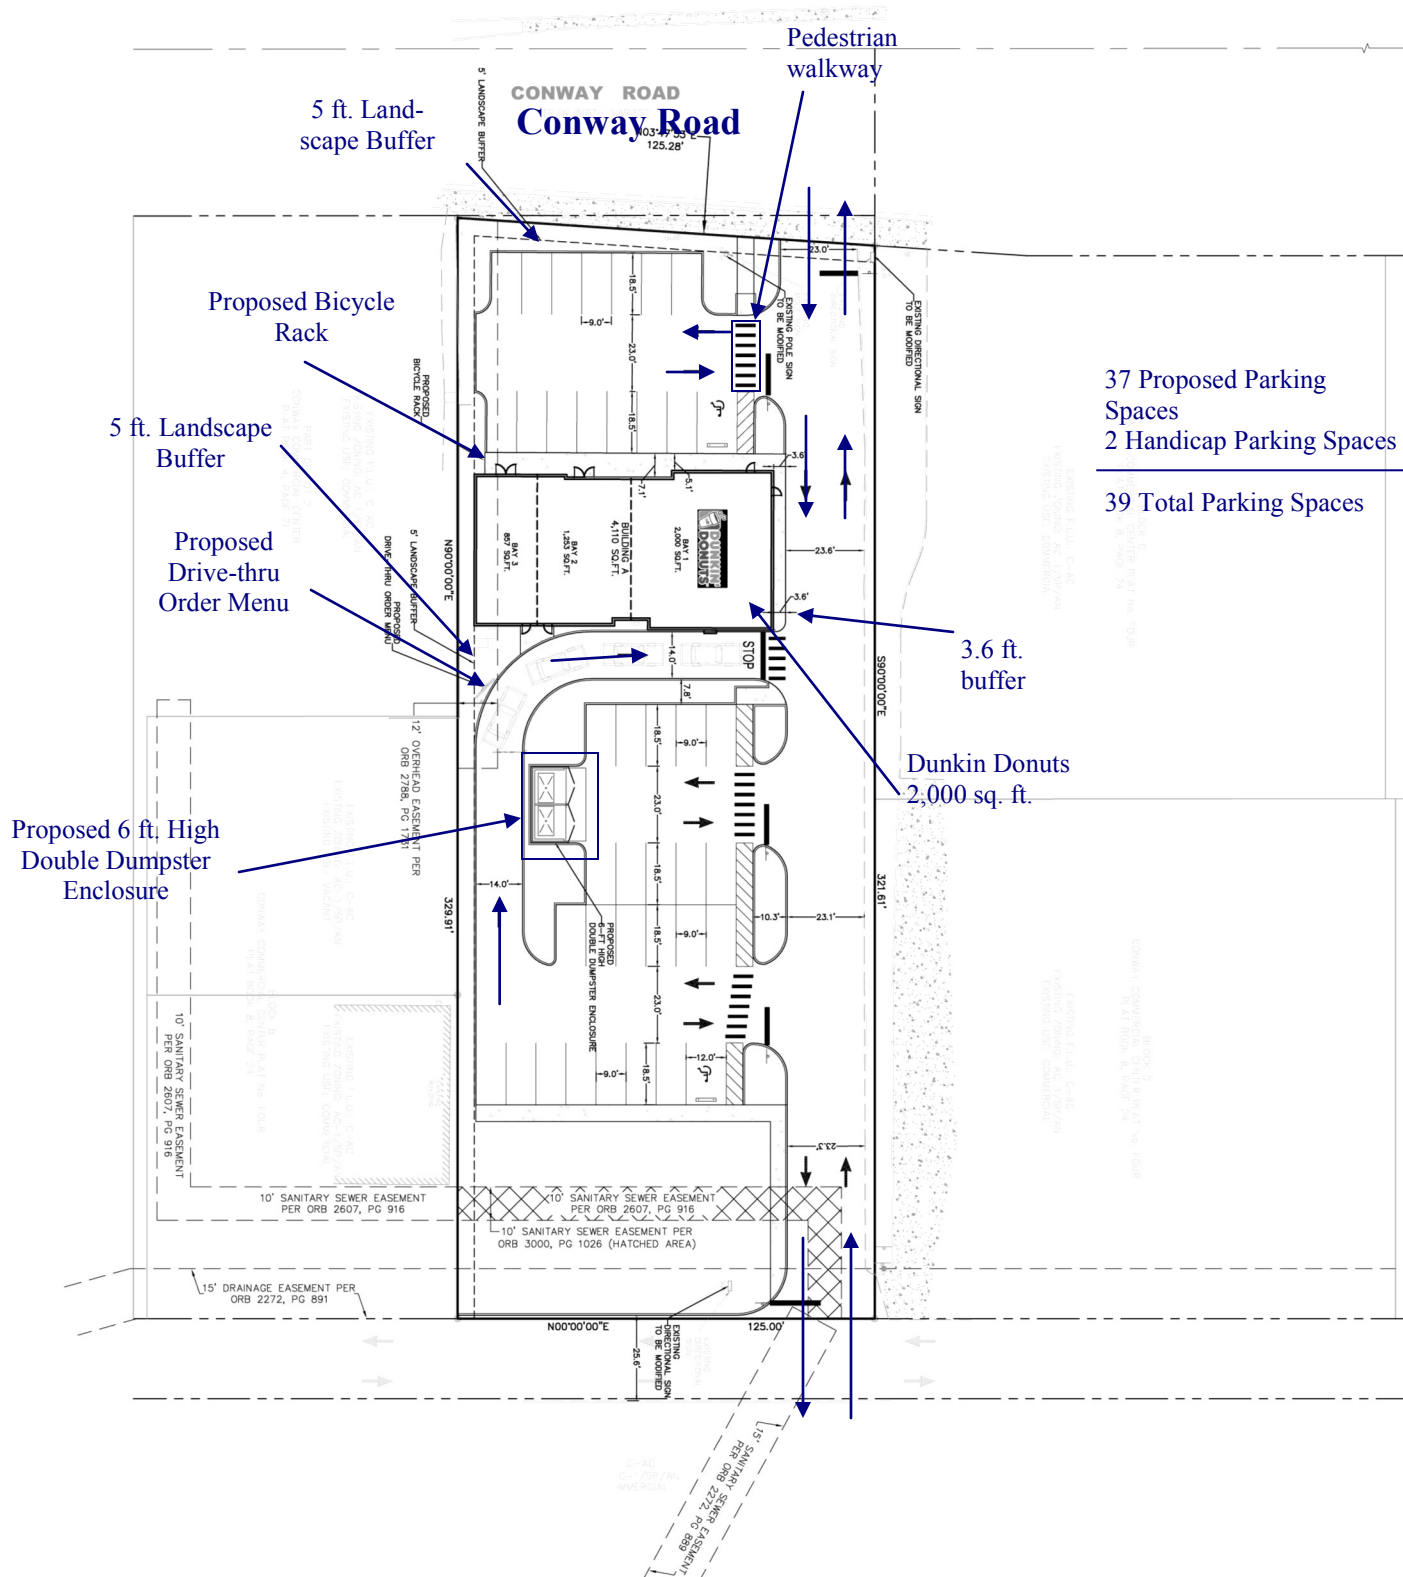 Pedestrian
walkway
CONWAY ROAD
Conway Road
125.28'
5' LANDSCAPE BUFFER
5 ft. Land-
scape Buffer
23.0'
EXISTING DIRECTIONAL SIGN
TO BE MODIFIED
EXISTING POLE SIGN
TO BE MODIFIED
18.5'
9.0'
23.0'
18.5'
Proposed Bicycle
Rack
PROPOSED
BICYCLE RACK
37 Proposed Parking
Spaces
2 Handicap Parking Spaces
39 Total Parking Spaces
5 ft. Landscape
Buffer
3.6'
7.1'
5.1'
BUILDING A
4,110 SQ.FT.
BAY 1
2,000 SQ.FT.
BAY 2
1,253 SQ.FT.
BAY 3
857 SQ.FT.
DUNKIN'
DONUTS
23.6'
3.6'
N90°00'00"E
5' LANDSCAPE BUFFER
PROPOSED
DRIVE-THRU ORDER MENU
Proposed
Drive-thru
Order Menu
14.0'
STOP
7.8'
3.6 ft.
buffer
S90°00'00"E
12' OVERHEAD EASEMENT PER
ORB 2788, PG 1761
18.5'
9.0'
23.0'
18.5'
Dunkin Donuts
2,000 sq. ft.
Proposed 6 ft. High
Double Dumpster
Enclosure
14.0'
329.91'
321.61'
10.3'
23.1'
18.5'
9.0'
23.0'
PROPOSED
6-FT HIGH
DOUBLE DUMPSTER ENCLOSURE
12.0'
9.0'
18.5'
10' SANITARY SEWER EASEMENT
PER ORB 2607, PG 916
23.3'
10' SANITARY SEWER EASEMENT
PER ORB 2607, PG 916
10' SANITARY SEWER EASEMENT
PER ORB 2607, PG 916
10' SANITARY SEWER EASEMENT PER
ORB 3000, PG 1026 (HATCHED AREA)
15' DRAINAGE EASEMENT PER
ORB 2272, PG 891
N00°00'00"E
125.00'
25.6'
EXISTING
DIRECTIONAL SIGN
TO BE MODIFIED
15' SANITARY SEWER EASEMENT
PER ORB 2272, PG 889